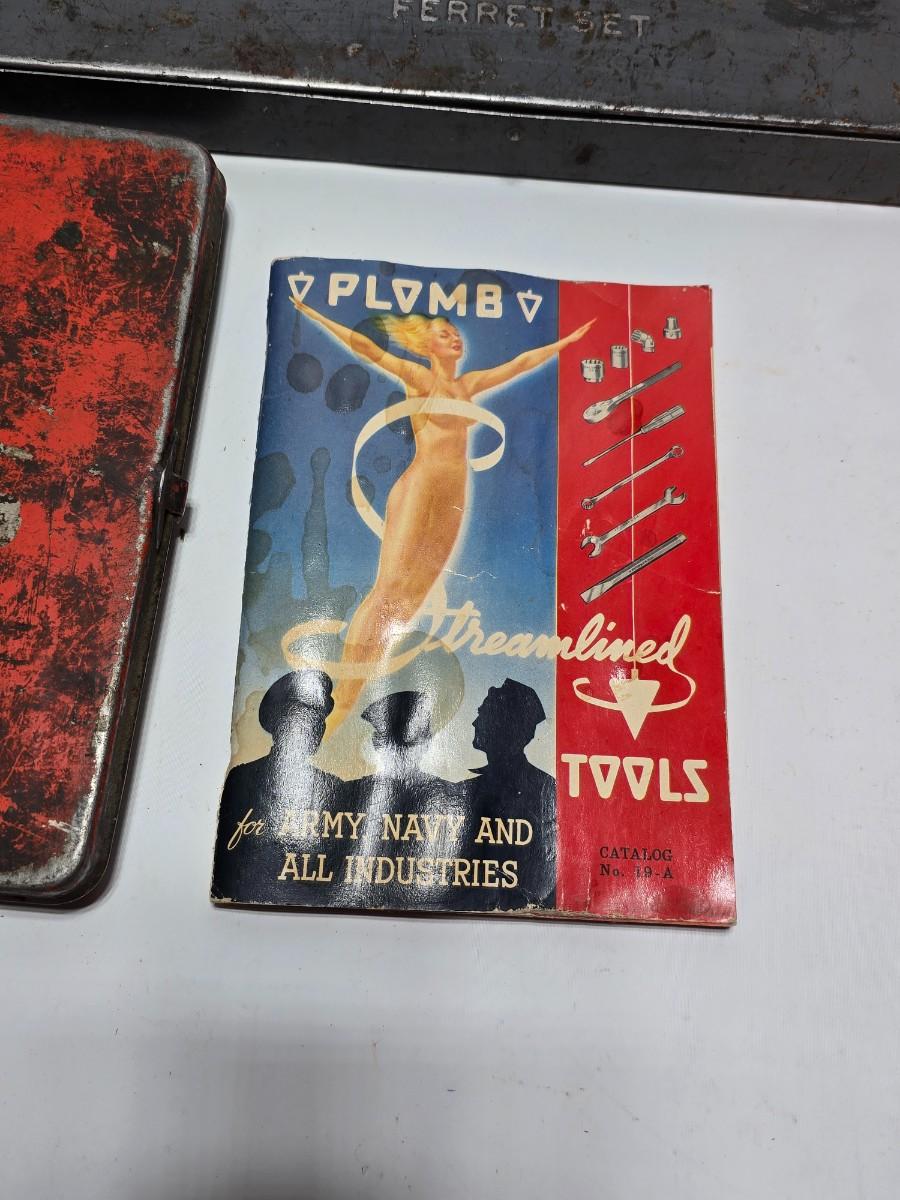 FERRET SET
PLOMB
Streamlined
TOOLS
for ARMY, NAVY AND
ALL INDUSTRIES
CATALOG
No. 19-A